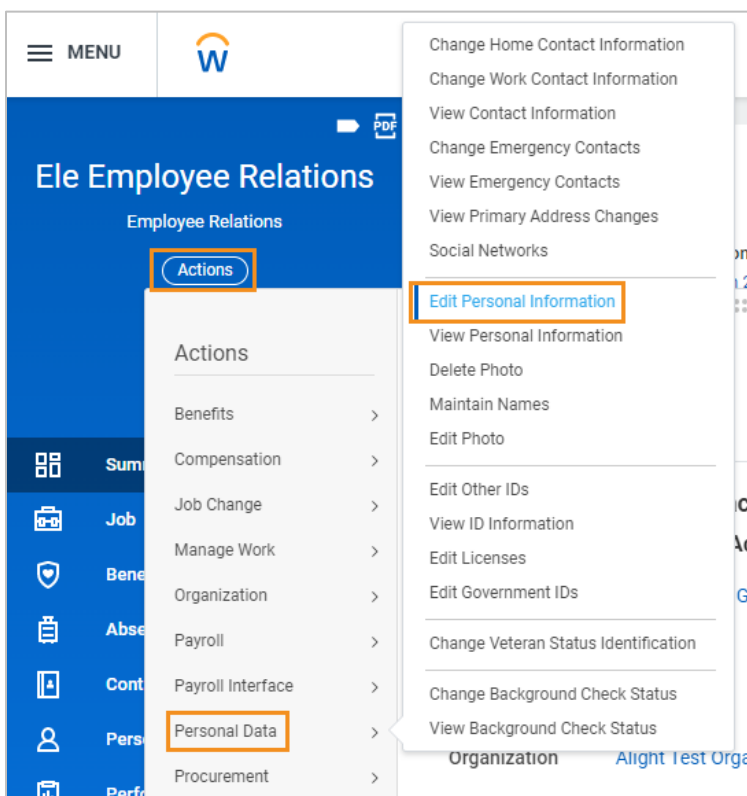 MENU
W
PDF
Ele Employee Relations
Employee Relations
Actions
Actions
Benefits
Compensation
Job Change
Manage Work
Organization
Payroll
Payroll Interface
Personal Data
Procurement
Job
Change Home Contact Information
Change Work Contact Information
View Contact Information
Change Emergency Contacts
View Emergency Contacts
View Primary Address Changes
Social Networks
Edit Personal Information
View Personal Information
Delete Photo
Maintain Names
Edit Photo
Edit Other IDs
View ID Information
Edit Licenses
Edit Government IDs
Change Veteran Status Identification
Change Background Check Status
View Background Check Status
Organization Alight Test